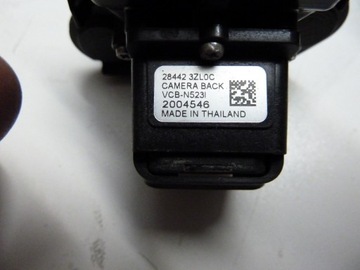 28442 3ZL0C
CAMERA BACK
VCB-N523I
2004546
MADE IN THAILAND